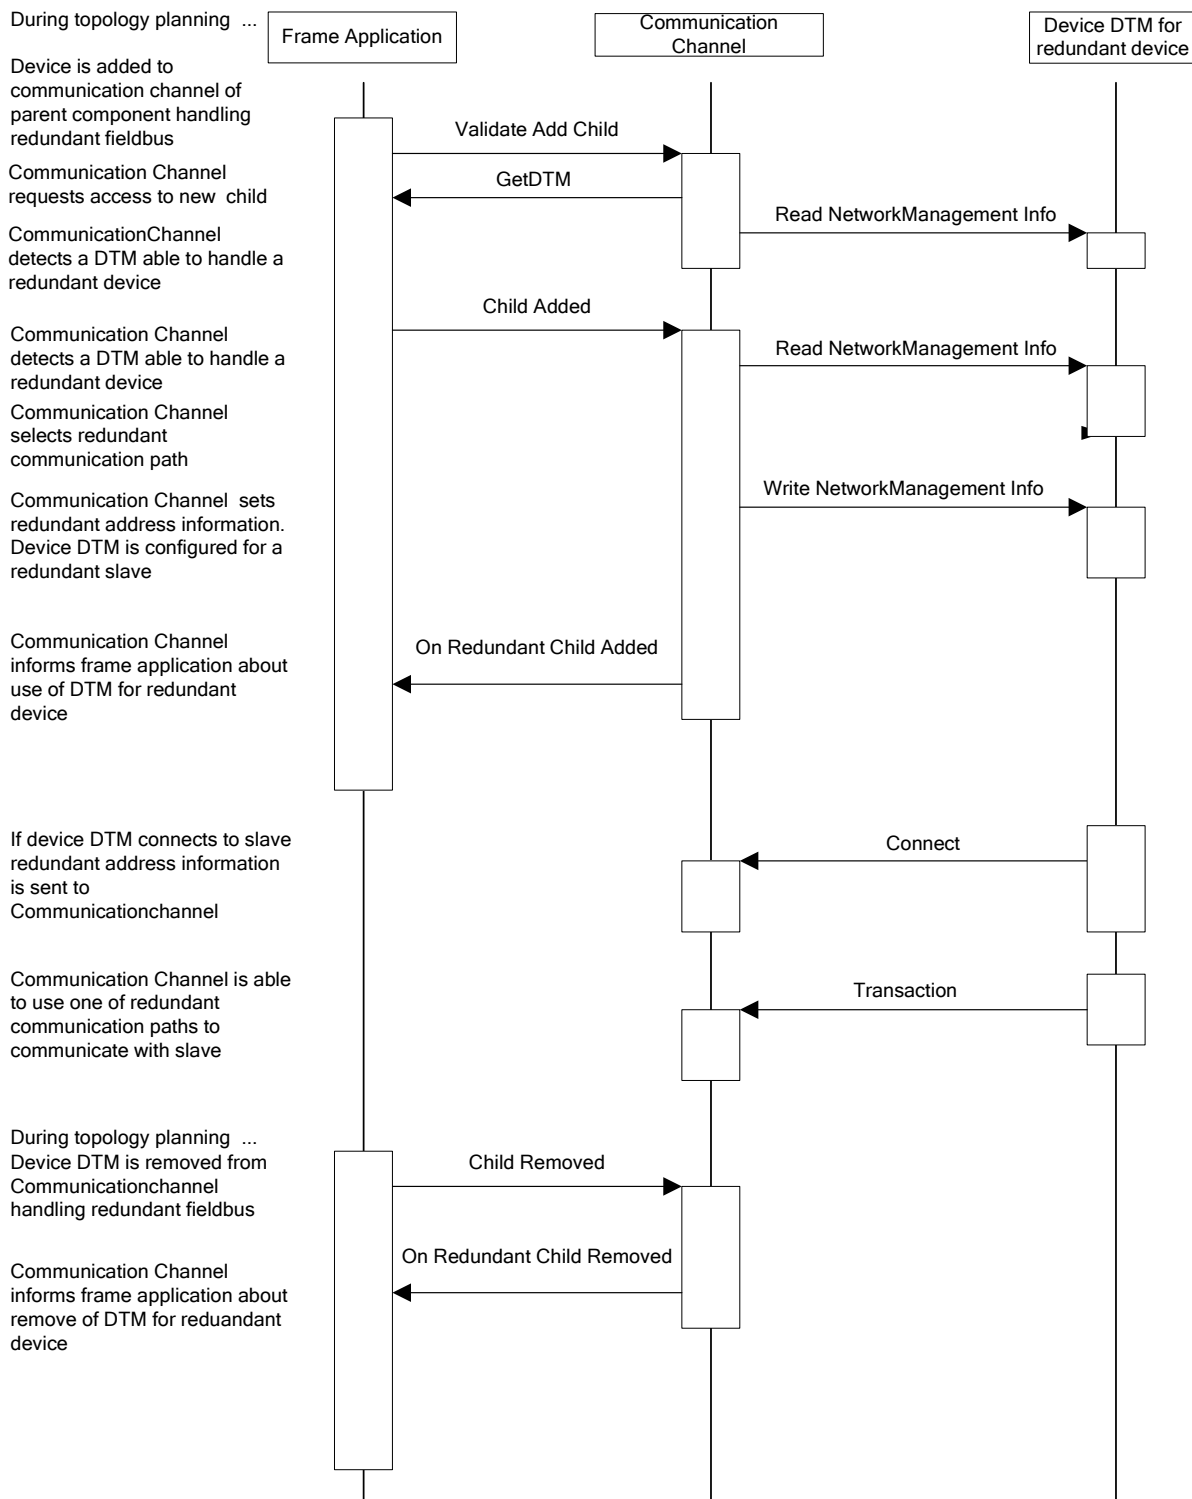 During topology planning ...
Frame Application
Communication
Channel
Device DTM for
redundant device
Device is added to
communication channel of
parent component handling
redundant fieldbus
Validate Add Child
Communication Channel
requests access to new child
GetDTM
Read NetworkManagement Info
CommunicationChannel
detects a DTM able to handle a
redundant device
Child Added
Communication Channel
detects a DTM able to handle a
redundant device
Read NetworkManagement Info
Communication Channel
selects redundant
communication path
Write NetworkManagement Info
Communication Channel sets
redundant address information.
Device DTM is configured for a
redundant slave
On Redundant Child Added
Communication Channel
informs frame application about
use of DTM for redundant
device
If device DTM connects to slave
redundant address information
is sent to
Communicationchannel
Connect
Communication Channel is able
to use one of redundant
communication paths to
communicate with slave
Transaction
During topology planning ...
Device DTM is removed from
Communicationchannel
handling redundant fieldbus
Child Removed
On Redundant Child Removed
Communication Channel
informs frame application about
remove of DTM for reduandant
device